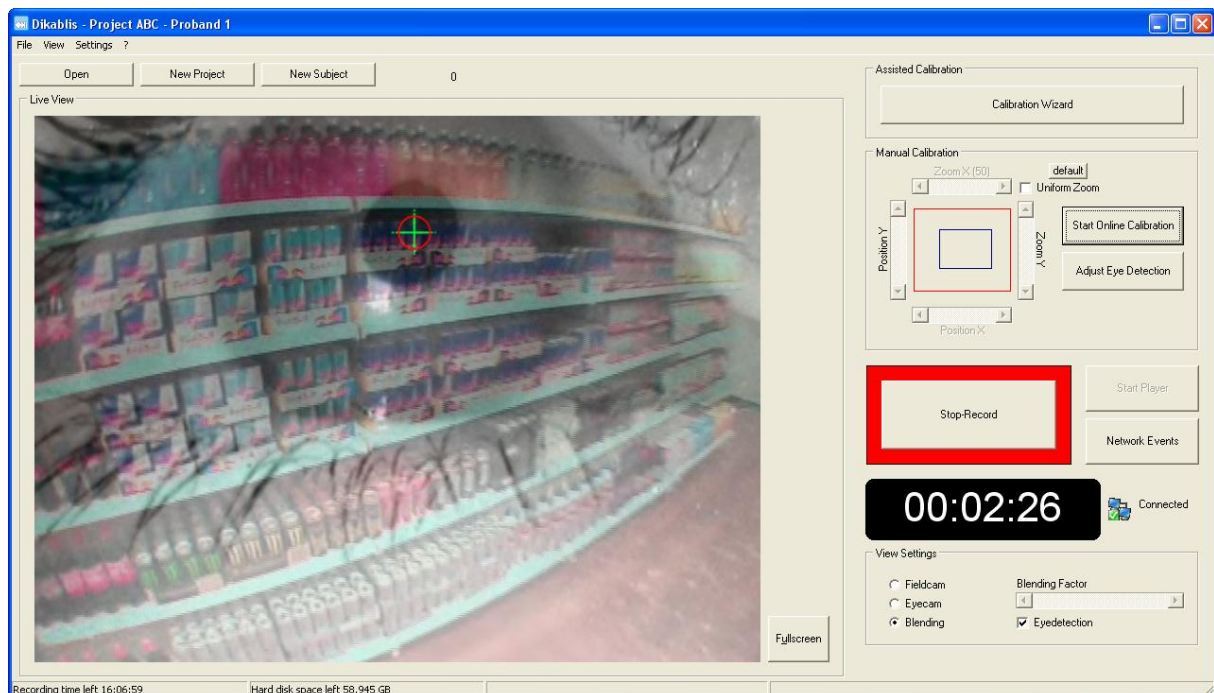 Dikablis - Project ABC - Proband 1
File View Settings ?
Open New Project New Subject 0
Live View
Fullscreen
Assisted Calibration
Calibration Wizard
Manual Calibration
Zoom X (50)
default
Uniform Zoom
Position Y
Zoom Y
Position X
Start Online Calibration
Adjust Eye Detection
Stop-Record
Start Player
Network Events
00:02:26
Connected
View Settings
Fieldcam
Eyecam
Blending
Blending Factor
Eyedetection
Recording time left 16:06:59
Hard disk space left 58.945 GB